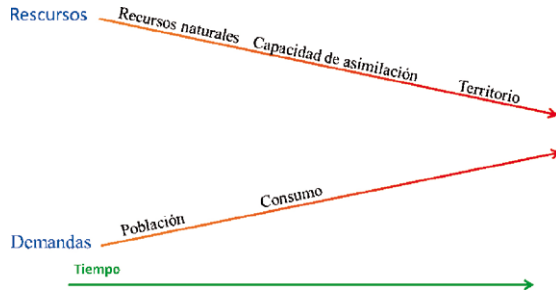 Rescursos
Recursos naturales
Capacidad de asimilación
Territorio
Consumo
Población
Demandas
Tiempo